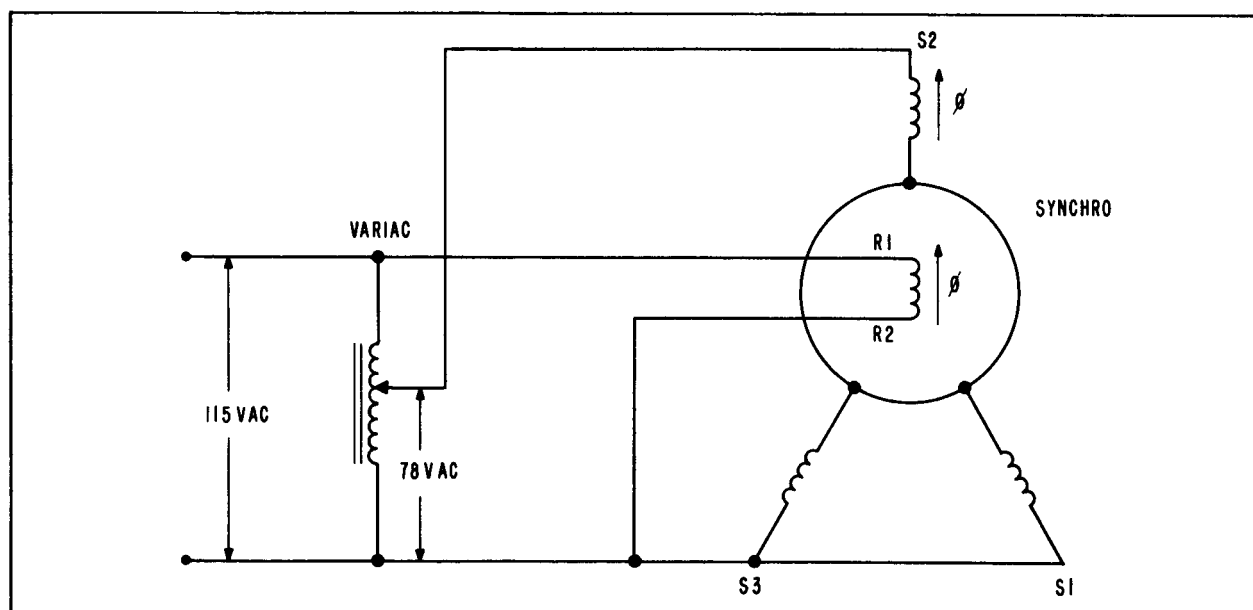 S2
Ø
SYNCHRO
VARIAC
R1
Ø
R2
115 VAC
78 VAC
S3
S1